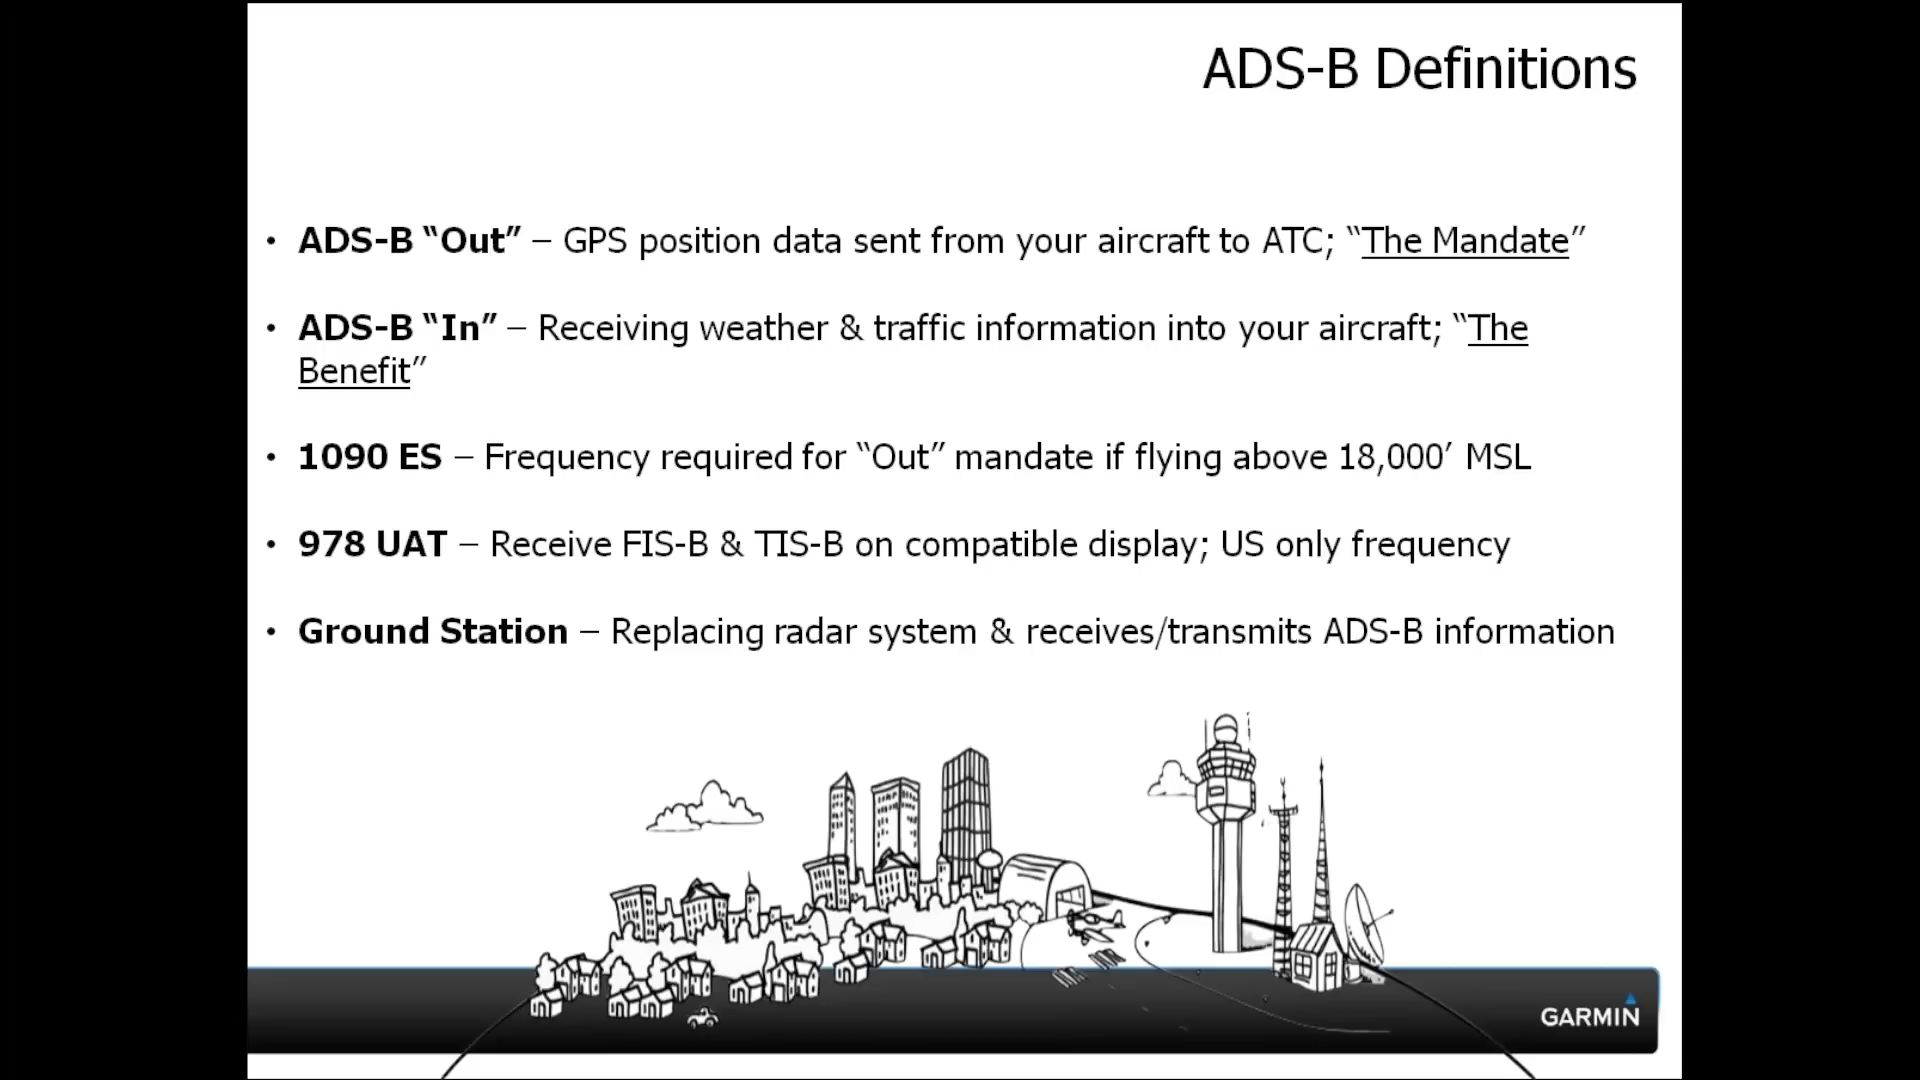 ADS-B Definitions
• ADS-B “Out” – GPS position data sent from your aircraft to ATC; “The Mandate”
• ADS-B “In” – Receiving weather & traffic information into your aircraft; “The
Benefit”
• 1090 ES – Frequency required for “Out” mandate if flying above 18,000′ MSL
• 978 UAT – Receive FIS-B & TIS-B on compatible display; US only frequency
• Ground Station – Replacing radar system & receives/transmits ADS-B information
GARMIN